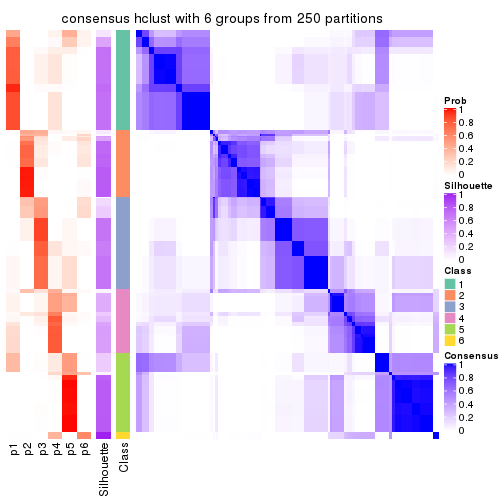 consensus hclust with 6 groups from 250 partitions
Prob
1
0.8
0.6
0.4
0.2
0
Silhouette
1
0.8
0.6
0.4
0.2
0
Class
1
2
3
4
5
6
Consensus
1
0.8
0.6
0.4
0.2
0
p1
p2
p3
p4
p5
p6
Silhouette
Class